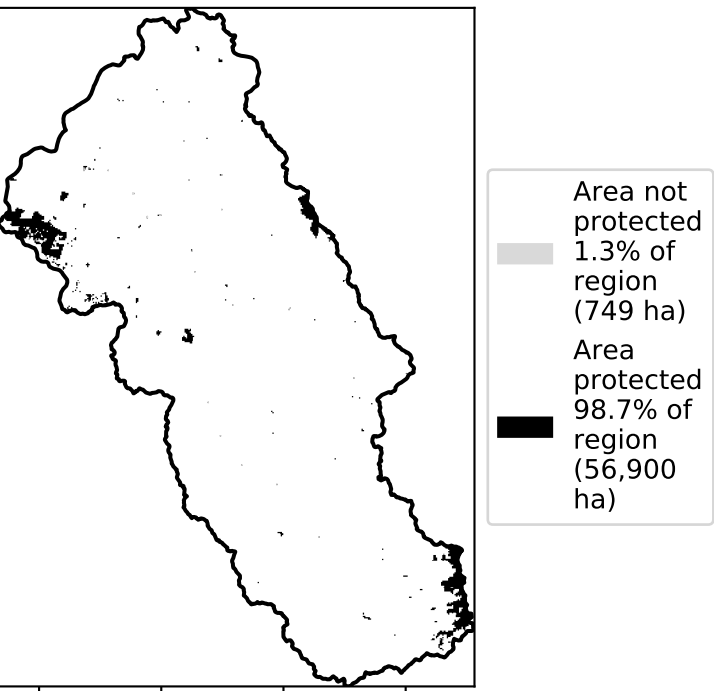 Area not
protected
1.3% of
region
(749 ha)
Area
protected
98.7% of
region
(56,900
ha)